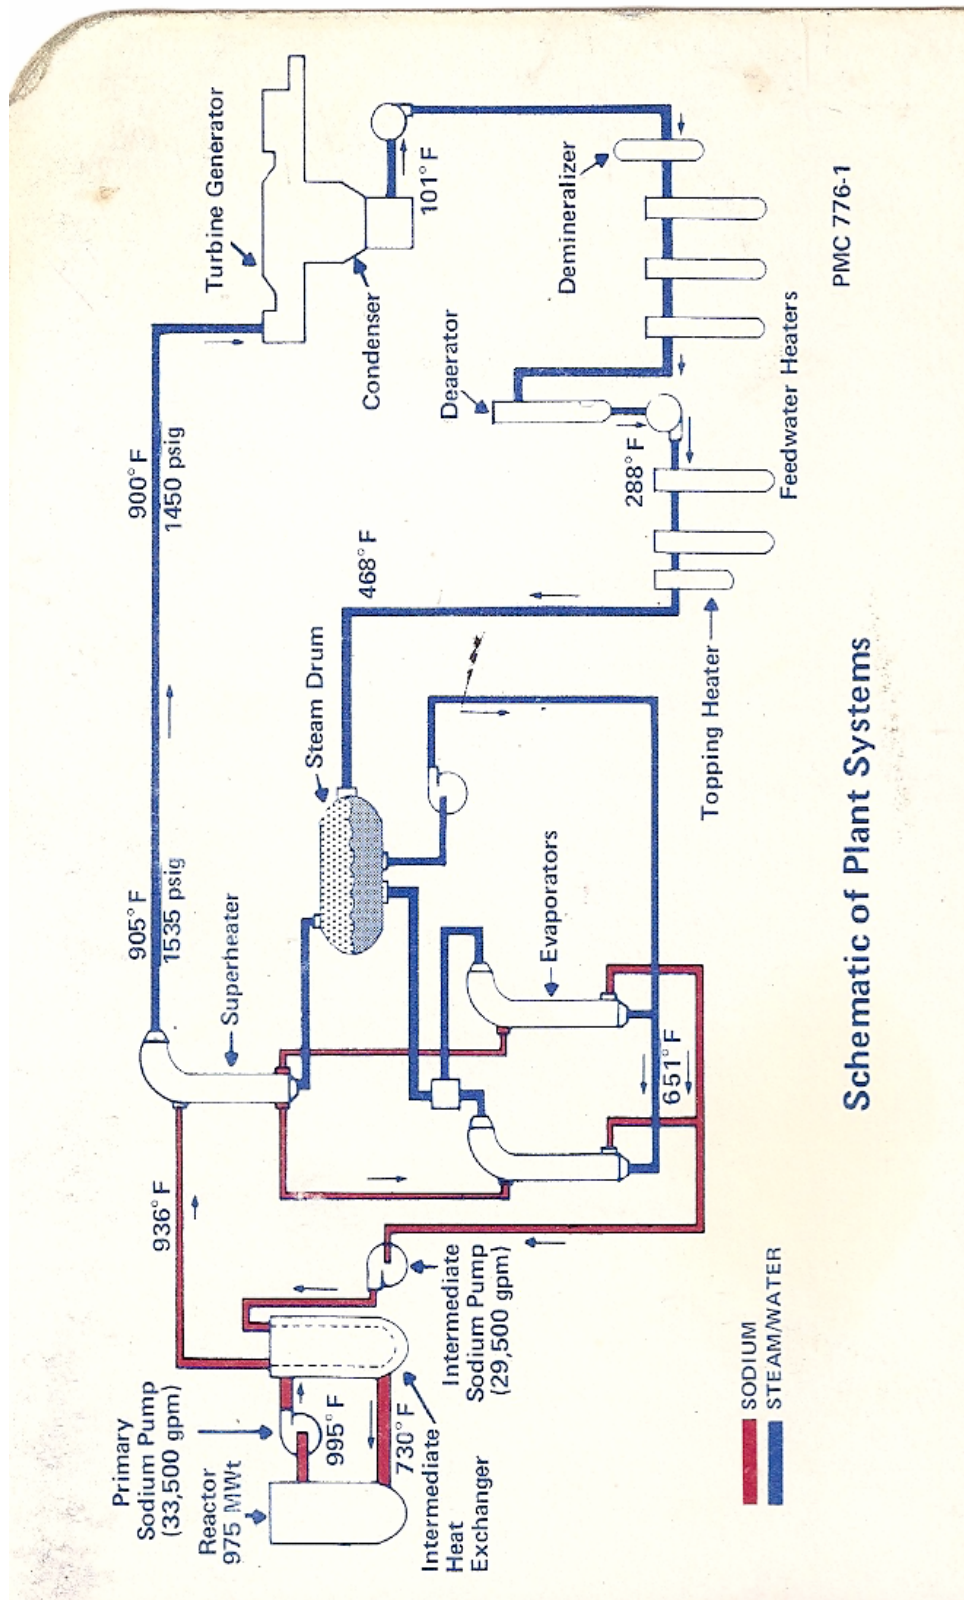 Primary
Sodium Pump
(33,500 gpm)
Reactor
975 MWt
936°F
905°F
1535 psig
900°F
1450 psig
Turbine Generator
Superheater
Steam Drum
468°F
Condenser
101°F
Deaerator
Demineralizer
995°F
730°F
Intermediate
Heat
Exchanger
Intermediate
Sodium Pump
(29,500 gpm)
Evaporators
651°F
288°F
Topping Heater
Feedwater Heaters
PMC 776-1
SODIUM
STEAM/WATER
Schematic of Plant Systems